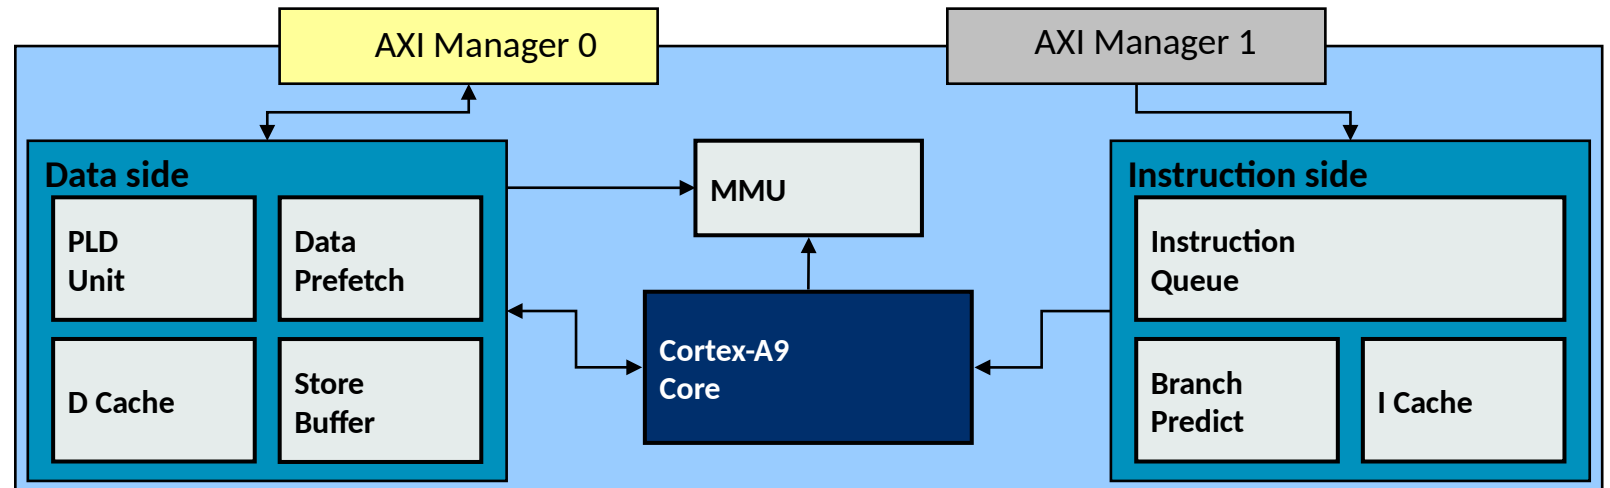 AXI Manager 0
AXI Manager 1
Data side
PLD
Unit
Data
Prefetch
D Cache
Store
Buffer
MMU
Cortex-A9
Core
Instruction side
Instruction
Queue
Branch
Predict
I Cache